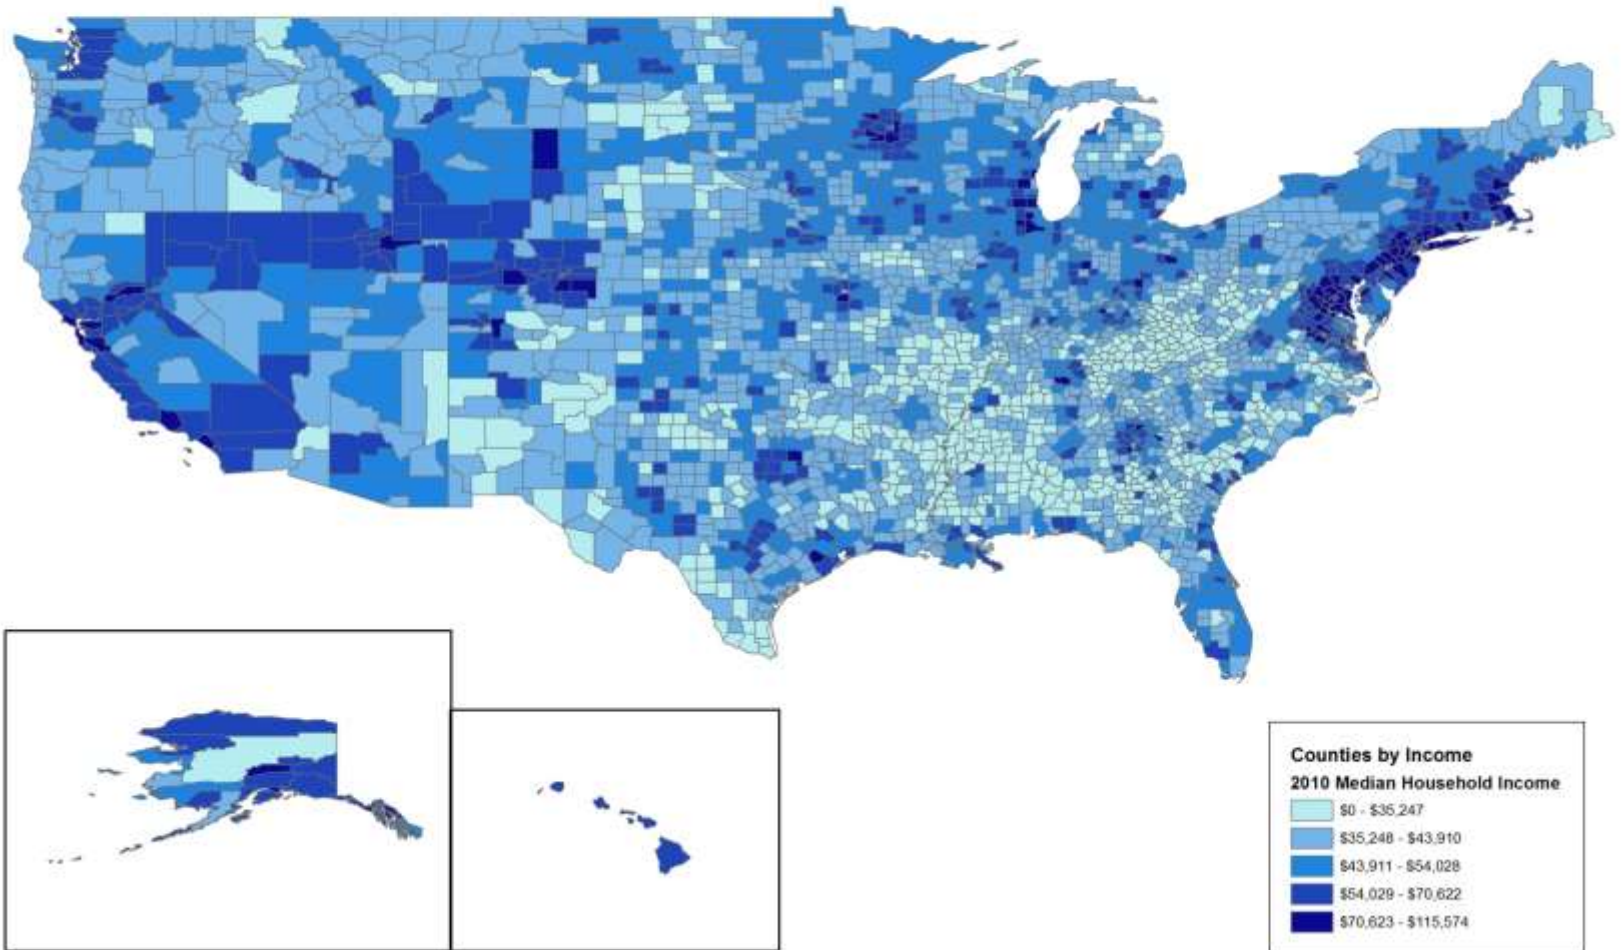 Counties by Income
2010 Median Household Income
$0 - $35,247
$35,248 - $43,910
$43,911 - $54,028
$54,029 - $70,622
$70,623 - $115,574